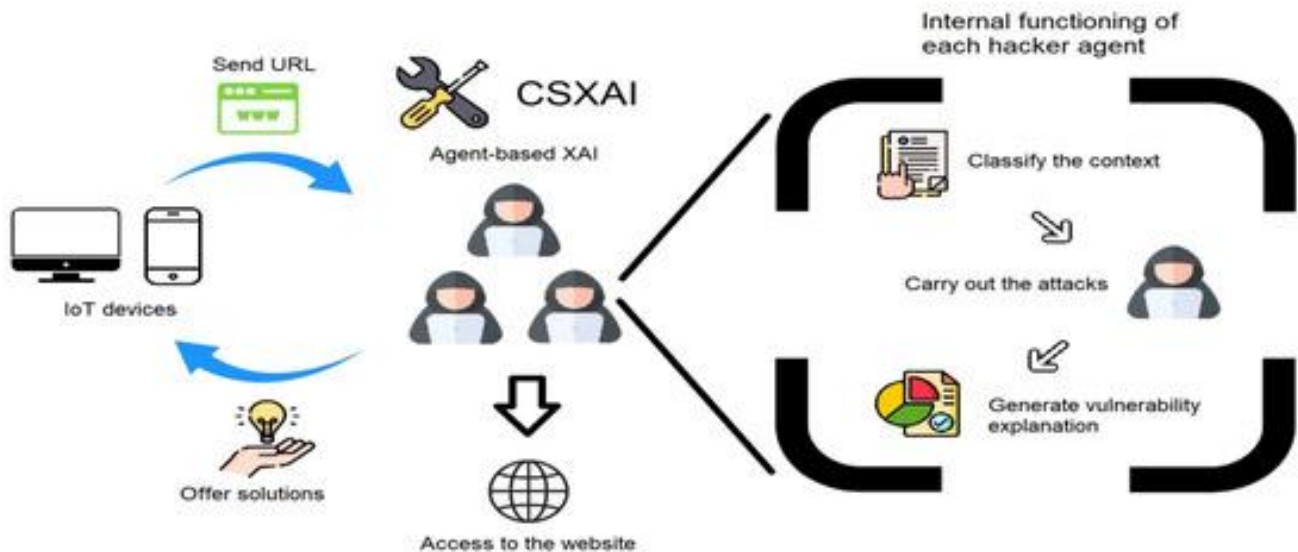 Send URL
WWW
CSXAI
Agent-based XAI
IoT devices
Offer solutions
Access to the website
Internal functioning of
each hacker agent
Classify the context
Carry out the attacks
Generate vulnerability
explanation